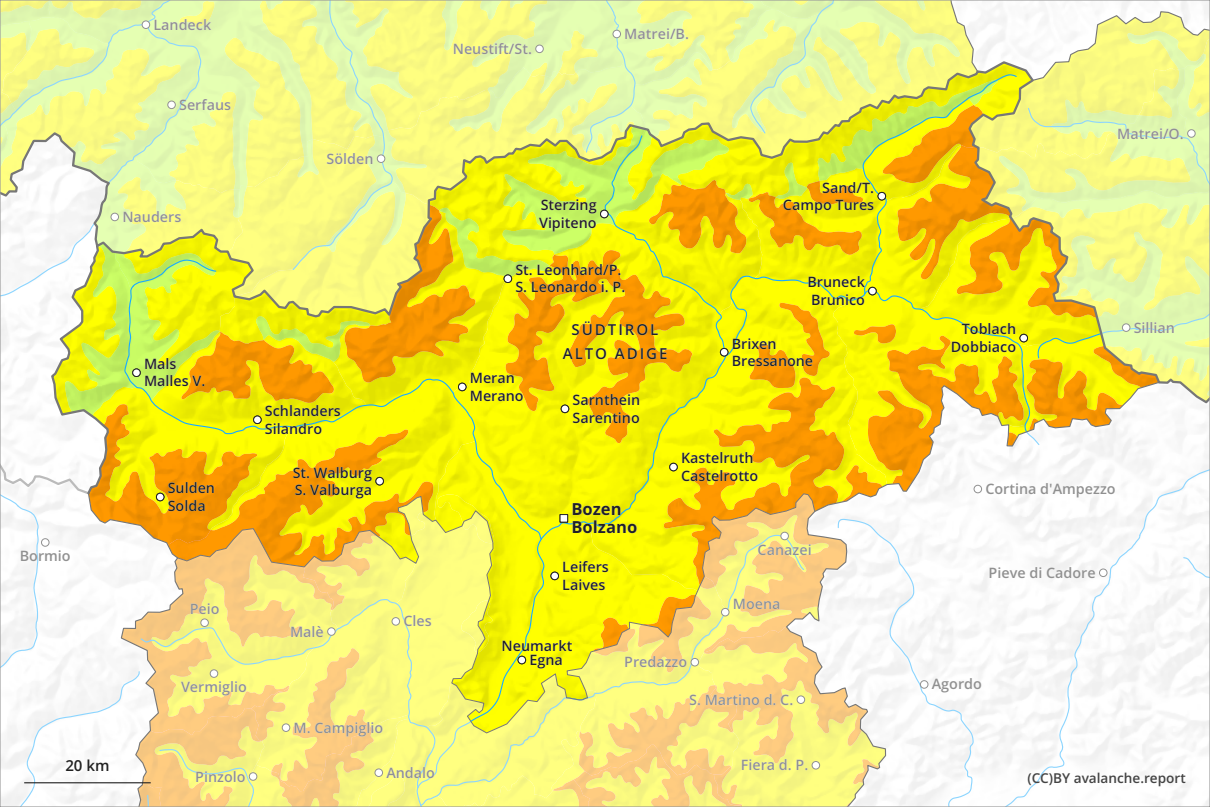 Landeck
Matrei/B.
Neustift/St.
Serfaus
Matrei/O.
Sölden
Nauders
Sand/T.
Campo Tures
Sterzing
Vipiteno
St. Leonhard/P.
S. Leonardo i. P.
Bruneck
Brunico
SÜDTIROL
ALTO ADIGE
Toblach
Dobbiaco
Sillian
Brixen
Bressanone
Mals
Malles V.
Meran
Merano
Sarnthein
Sarentino
Schlanders
Silandro
Kastelruth
Castelrotto
St. Walburg
S. Valburga
Sulden
Solda
Cortina d'Ampezzo
Bozen
Bolzano
Bormio
Canazei
Leifers
Laives
Pieve di Cadore
Peio
Moena
Cles
Malè
Neumarkt
Egna
Predazzo
Vermiglio
Agordo
S. Martino d. C.
M. Campiglio
Fiera d. P.
20 km
Pinzolo
Andalo
(CC)BY avalanche.report